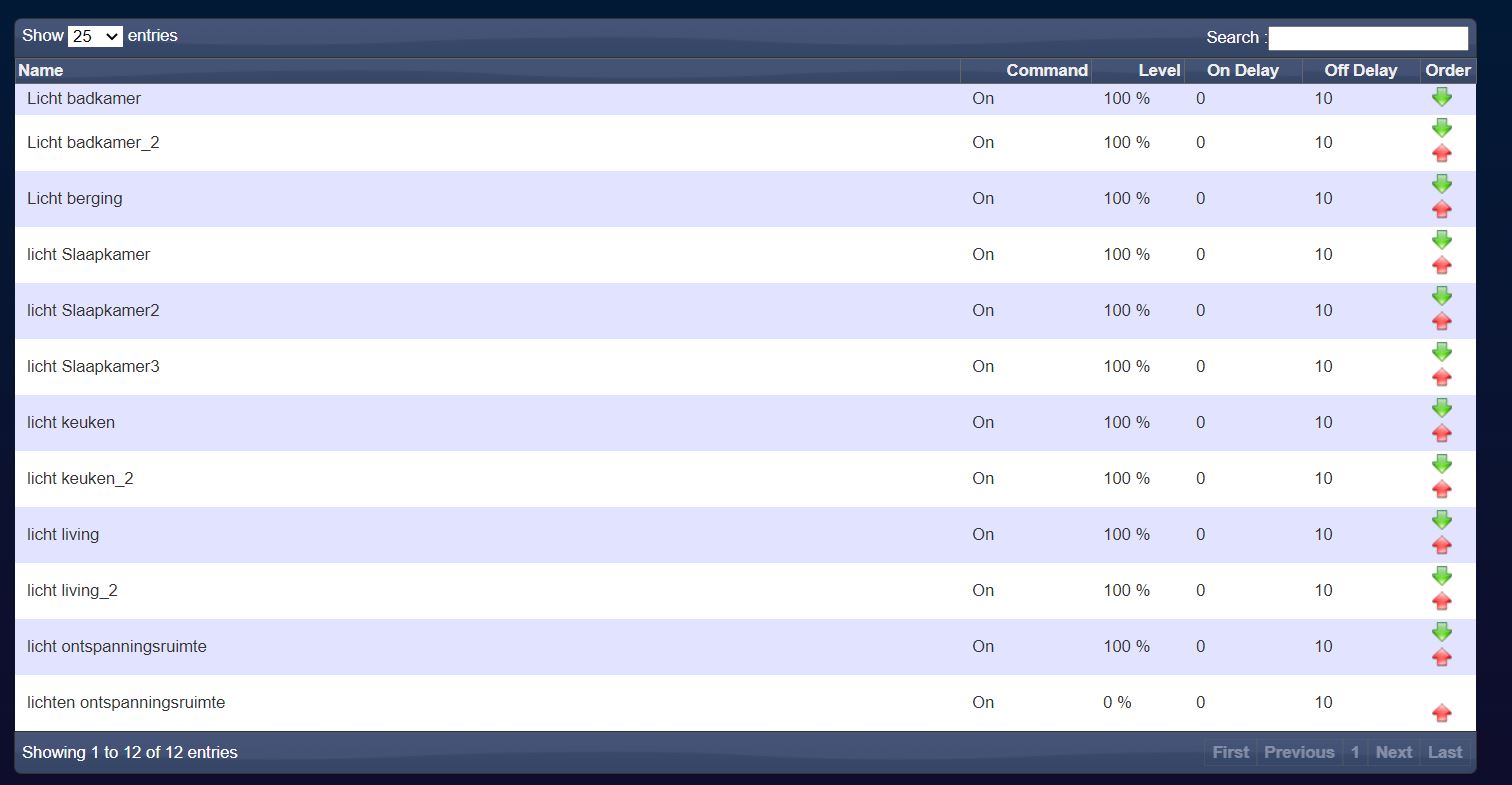 Show 25 entries Search :
Name Command Level On Delay Off Delay Order
Licht badkamer On 100 % 0 10
Licht badkamer_2 On 100 % 0 10
Licht berging On 100 % 0 10
licht Slaapkamer On 100 % 0 10
licht Slaapkamer2 On 100 % 0 10
licht Slaapkamer3 On 100 % 0 10
licht keuken On 100 % 0 10
licht keuken_2 On 100 % 0 10
licht living On 100 % 0 10
licht living_2 On 100 % 0 10
licht ontspanningsruimte On 100 % 0 10
lichten ontspanningsruimte On 0 % 0 10
Showing 1 to 12 of 12 entries First Previous 1 Next Last